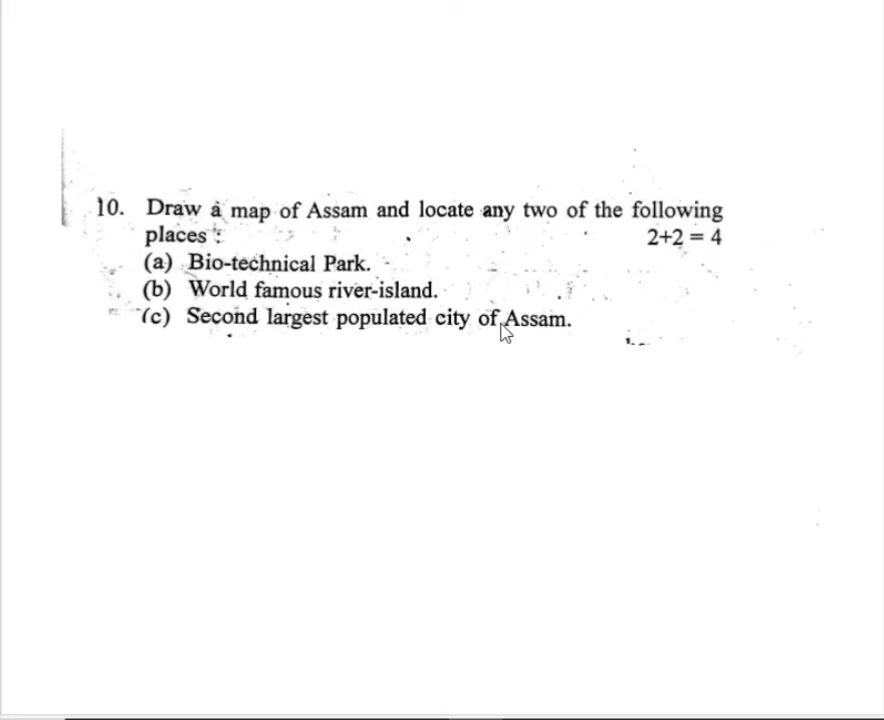 10. Draw a map of Assam and locate any two of the following
places : 2+2 = 4
(a) Bio-technical Park.
(b) World famous river-island.
(c) Second largest populated city of Assam.